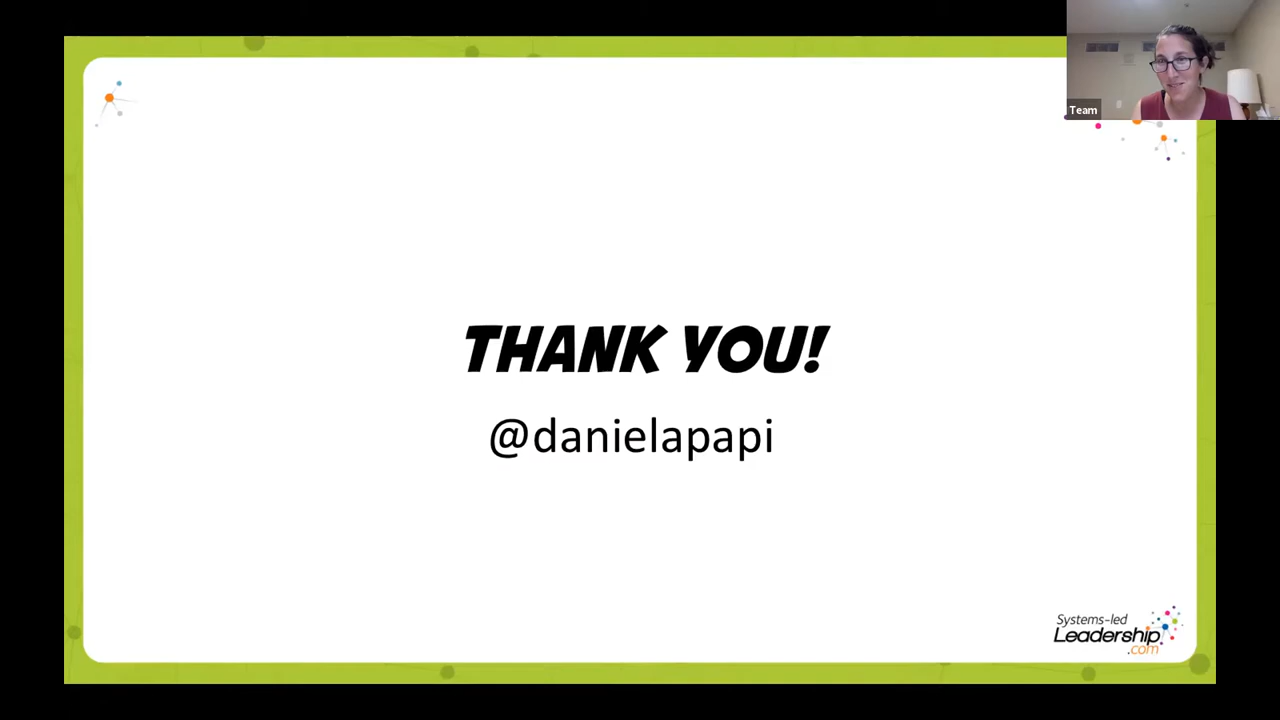 Team
THANK YOU!
@danielapapi
Systems-led
Leadership
.com